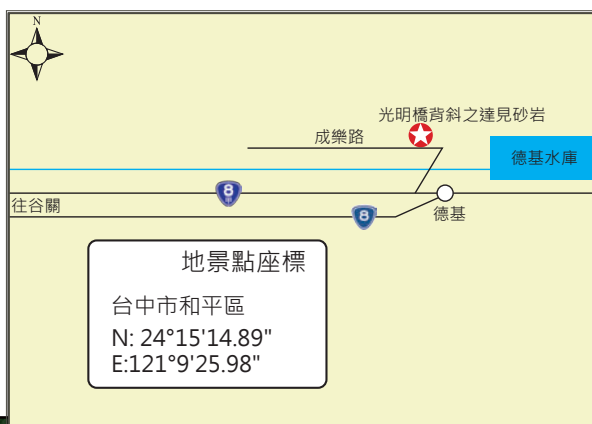 N
光明橋背斜之達見砂岩
成樂路
德基水庫
8
甲
往谷關
8
德基
地景點座標
台中市和平區
N: 24°15'14.89"
E:121°9'25.98"